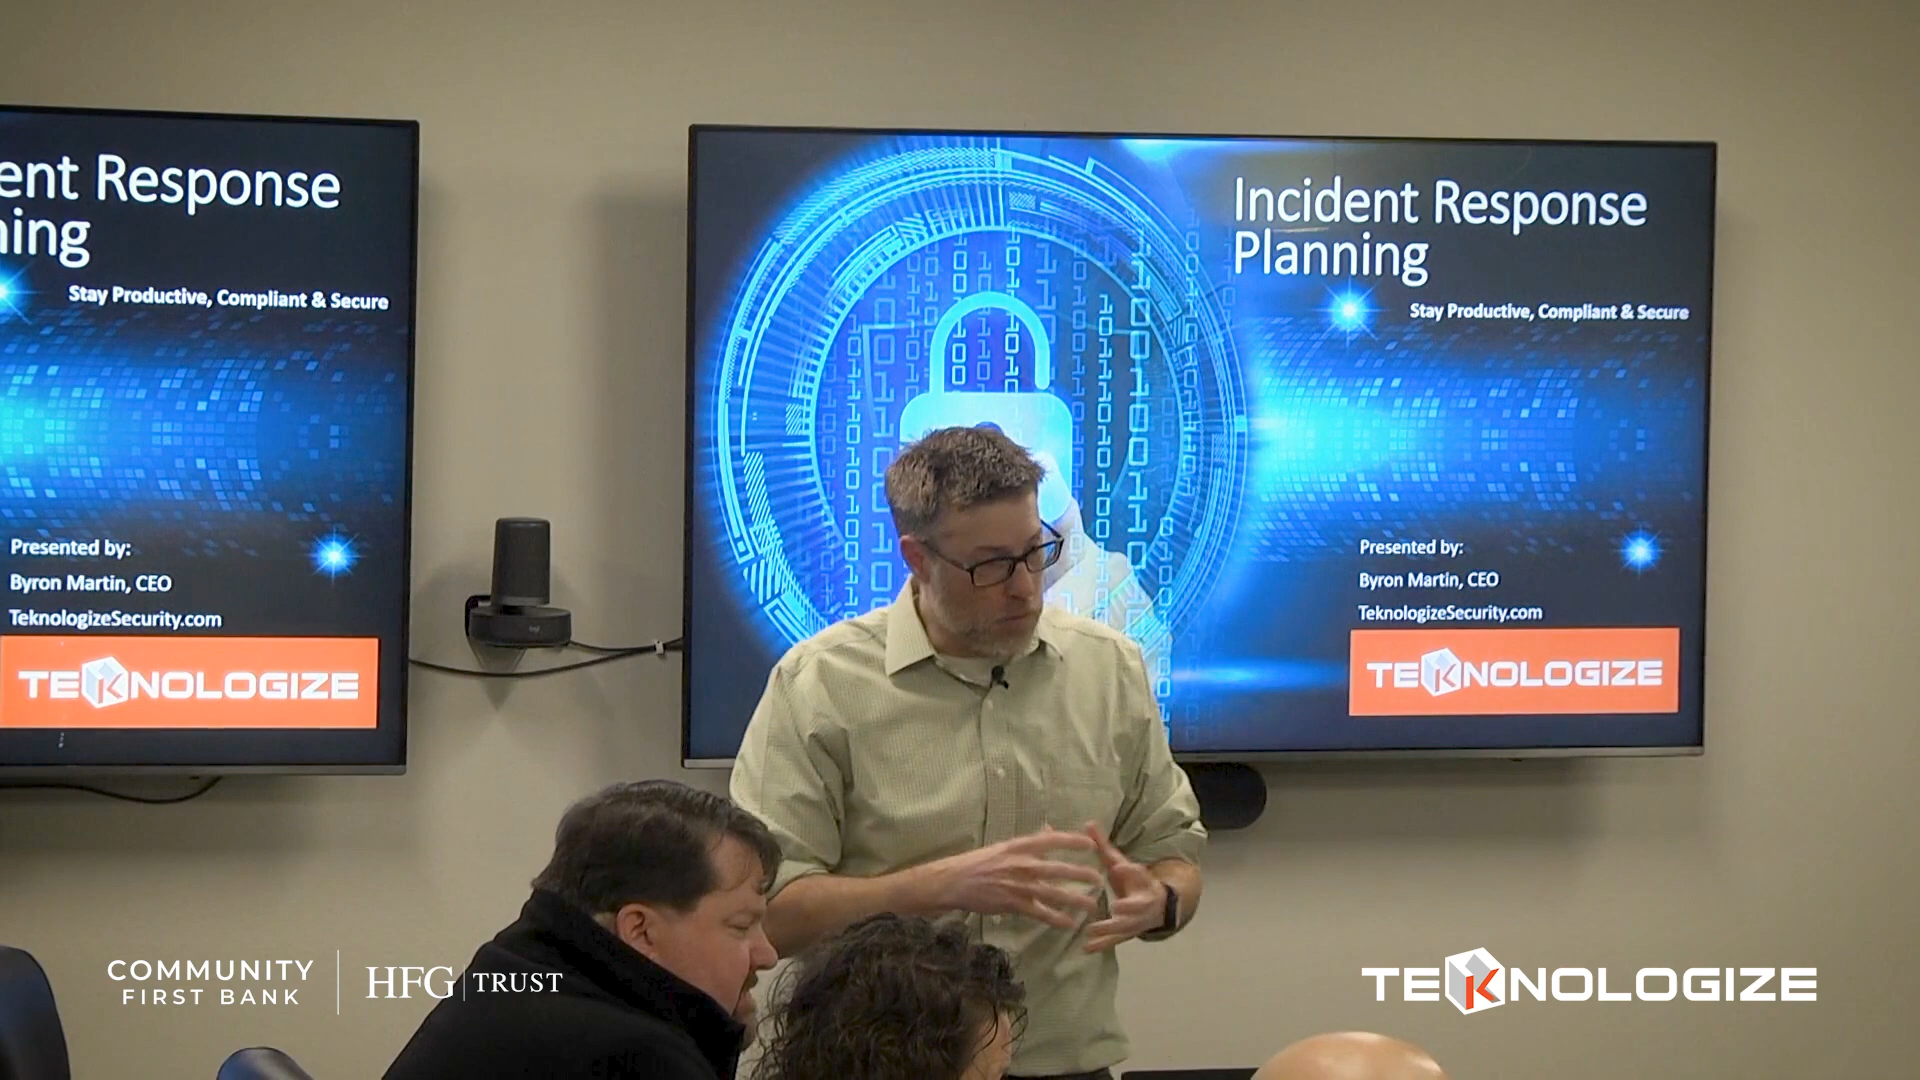 ent Response
ning
Stay Productive, Compliant & Secure
Presented by:
Byron Martin, CEO
TeknologizeSecurity.com
TEKNOLOGIZE
Incident Response
Planning
Stay Productive, Compliant & Secure
Presented by:
Byron Martin, CEO
TeknologizeSecurity.com
TEKNOLOGIZE
COMMUNITY
FIRST BANK
HFG TRUST
TEKNOLOGIZE